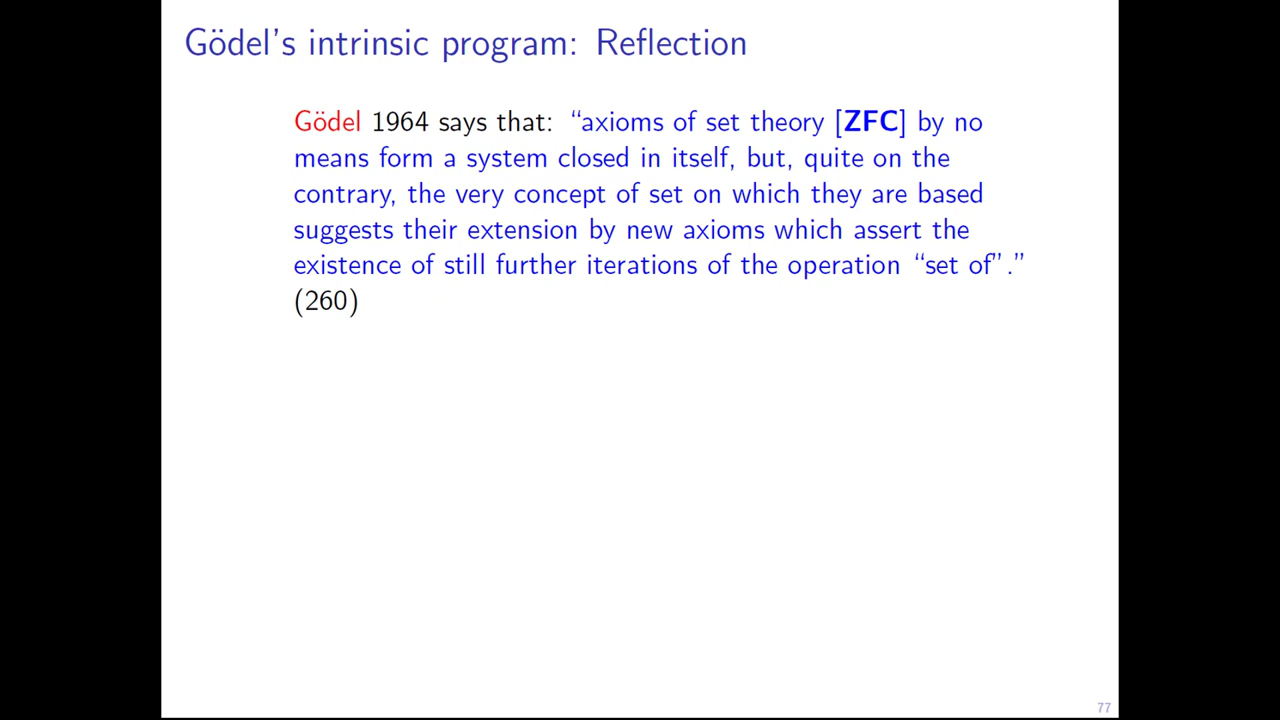 Gödel's intrinsic program: Reflection
Gödel 1964 says that: “axioms of set theory [ZFC] by no
means form a system closed in itself, but, quite on the
contrary, the very concept of set on which they are based
suggests their extension by new axioms which assert the
existence of still further iterations of the operation “set of”.”
(260)
77